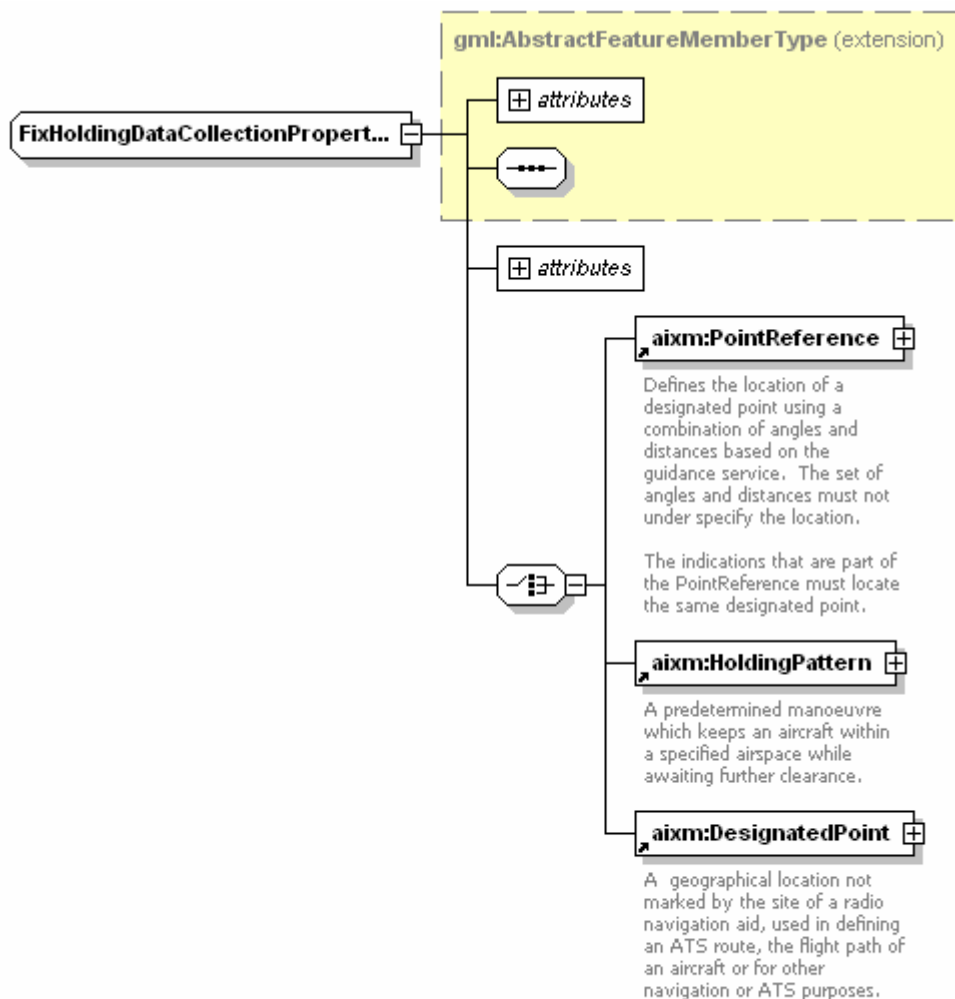 gml:AbstractFeatureMemberType (extension)
attributes
FixHoldingDataCollectionPropert...
attributes
aixm:PointReference
Defines the location of a
designated point using a
combination of angles and
distances based on the
guidance service.  The set of
angles and distances must not
under specify the location.
The indications that are part of
the PointReference must locate
the same designated point.
aixm:HoldingPattern
A predetermined manoeuvre
which keeps an aircraft within
a specified airspace while
awaiting further clearance.
aixm:DesignatedPoint
A  geographical location not
marked by the site of a radio
navigation aid, used in defining
an ATS route, the flight path of
an aircraft or for other
navigation or ATS purposes.